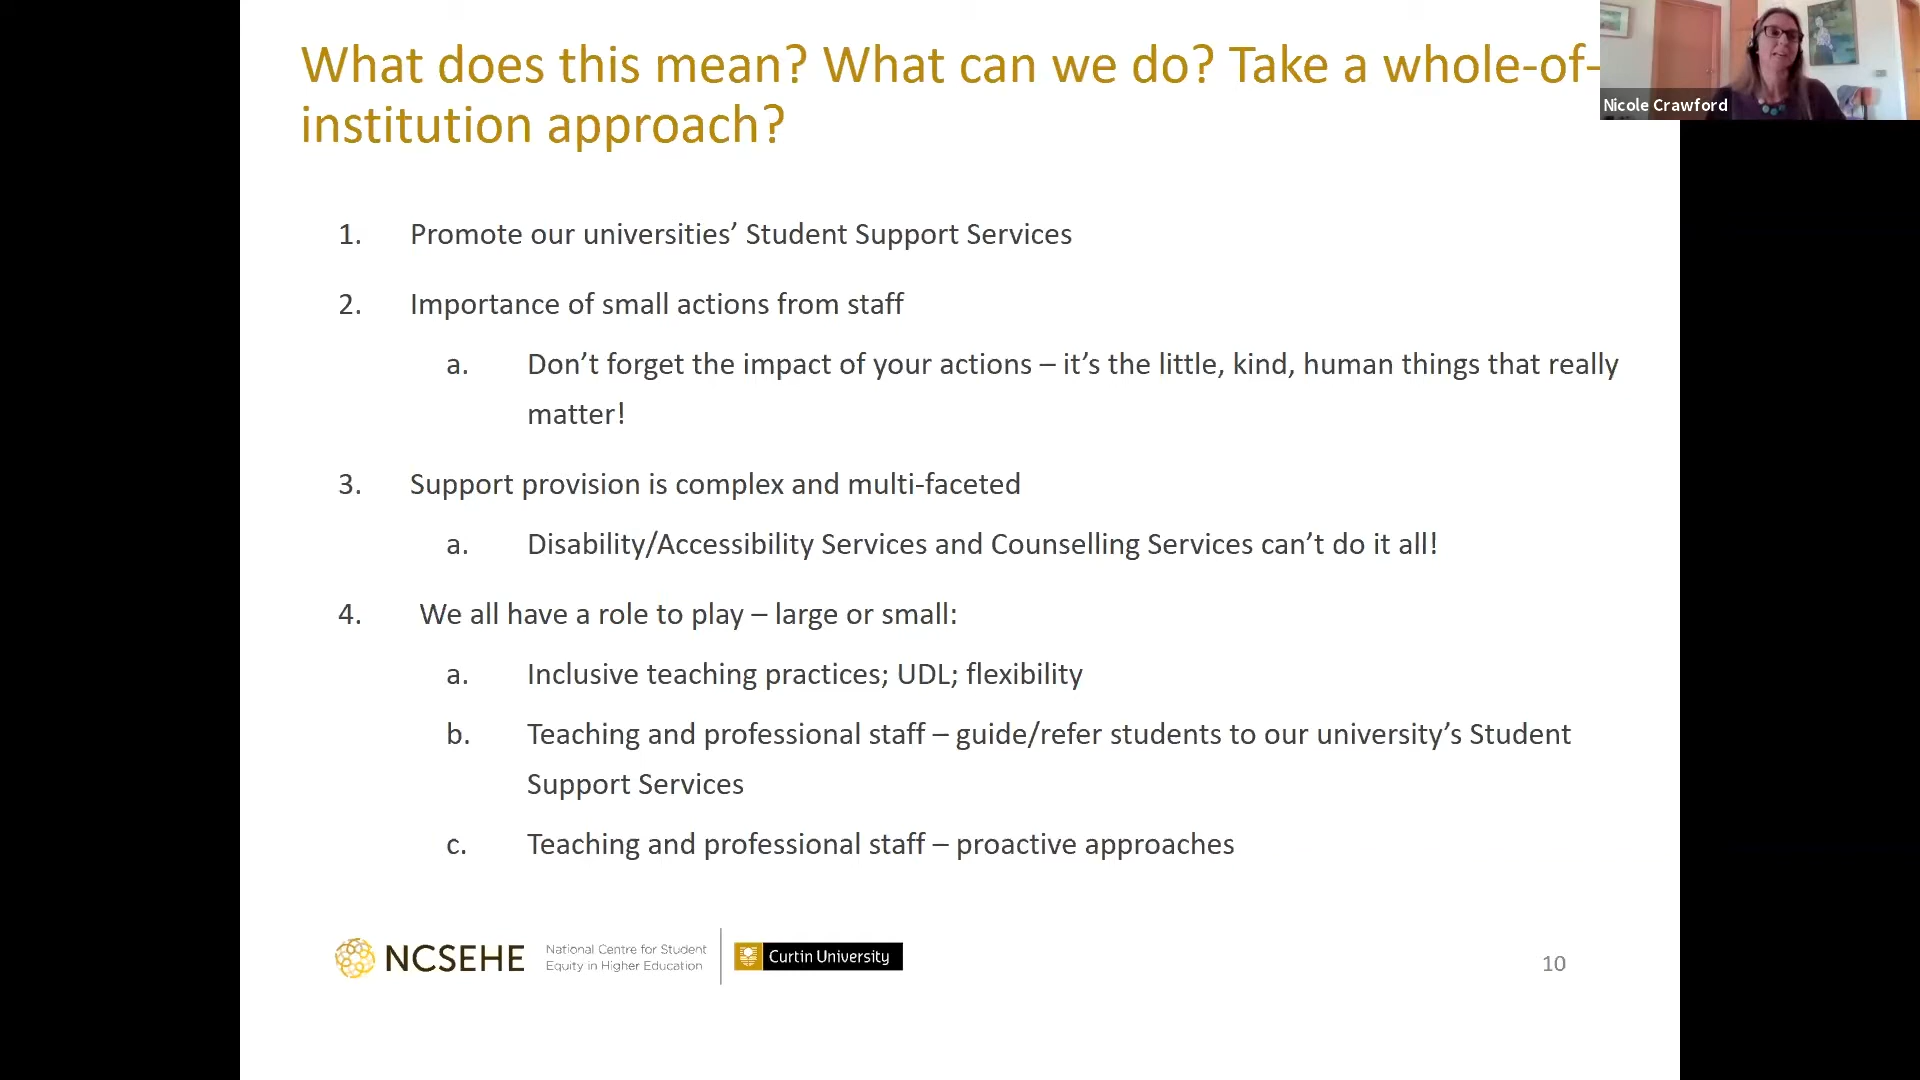 What does this mean? What can we do? Take a whole-of-
institution approach?
Nicole Crawford
1. Promote our universities’ Student Support Services
2. Importance of small actions from staff
a. Don’t forget the impact of your actions – it’s the little, kind, human things that really
matter!
3. Support provision is complex and multi-faceted
a. Disability/Accessibility Services and Counselling Services can’t do it all!
4. We all have a role to play – large or small:
a. Inclusive teaching practices; UDL; flexibility
b. Teaching and professional staff – guide/refer students to our university’s Student
Support Services
c. Teaching and professional staff – proactive approaches
NCSEHE
National Centre for Student
Equity in Higher Education
Curtin University
10